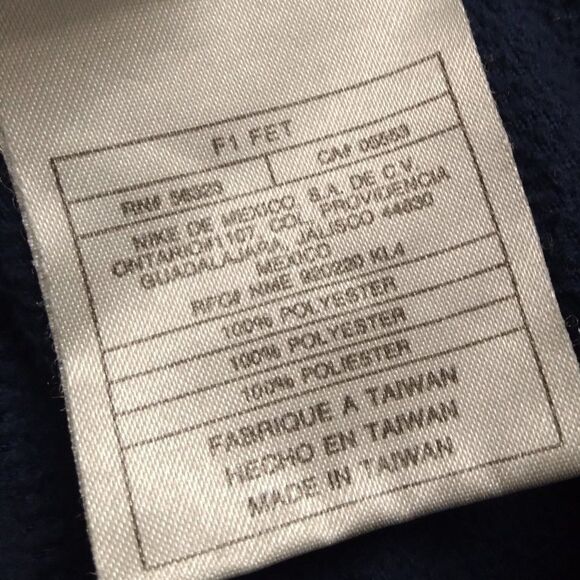 F1 FET
RN# 56323 CA# 05553
NIKE DE MEXICO S.A. DE C.V.
ONTARIO#1107 COL. PROVIDENCIA
GUADALAJARA, JALISCO 44630
MEXICO
RFC# NME 920220 KL4
100% POLYESTER
100% POLYESTER
100% POLIESTER
FABRIQUE A TAIWAN
HECHO EN TAIWAN
MADE IN TAIWAN